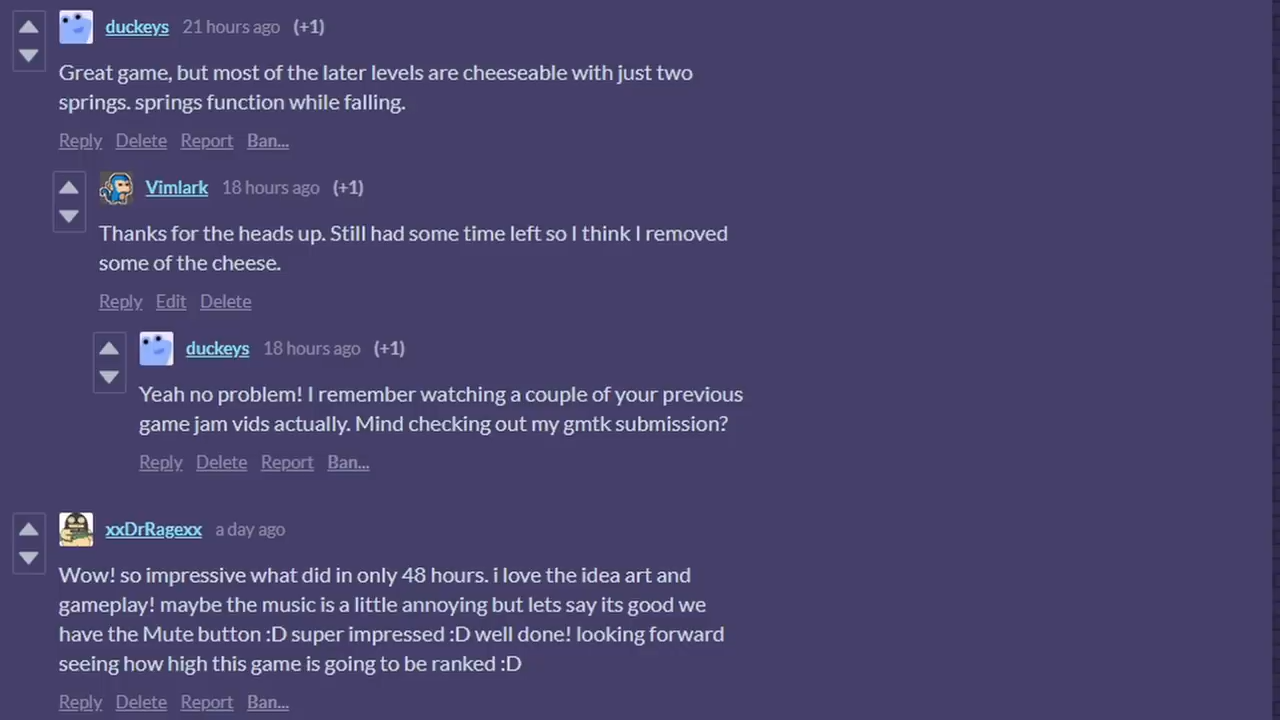 duckeys 21 hours ago (+1)
Great game, but most of the later levels are cheeseable with just two
springs. springs function while falling.
Reply Delete Report Ban...
Vimlark 18 hours ago (+1)
Thanks for the heads up. Still had some time left so I think I removed
some of the cheese.
Reply Edit Delete
duckeys 18 hours ago (+1)
Yeah no problem! I remember watching a couple of your previous
game jam vids actually. Mind checking out my gmtk submission?
Reply Delete Report Ban...
xxDrRagexx a day ago
Wow! so impressive what did in only 48 hours. i love the idea art and
gameplay! maybe the music is a little annoying but lets say its good we
have the Mute button :D super impressed :D well done! looking forward
seeing how high this game is going to be ranked :D
Reply Delete Report Ban...